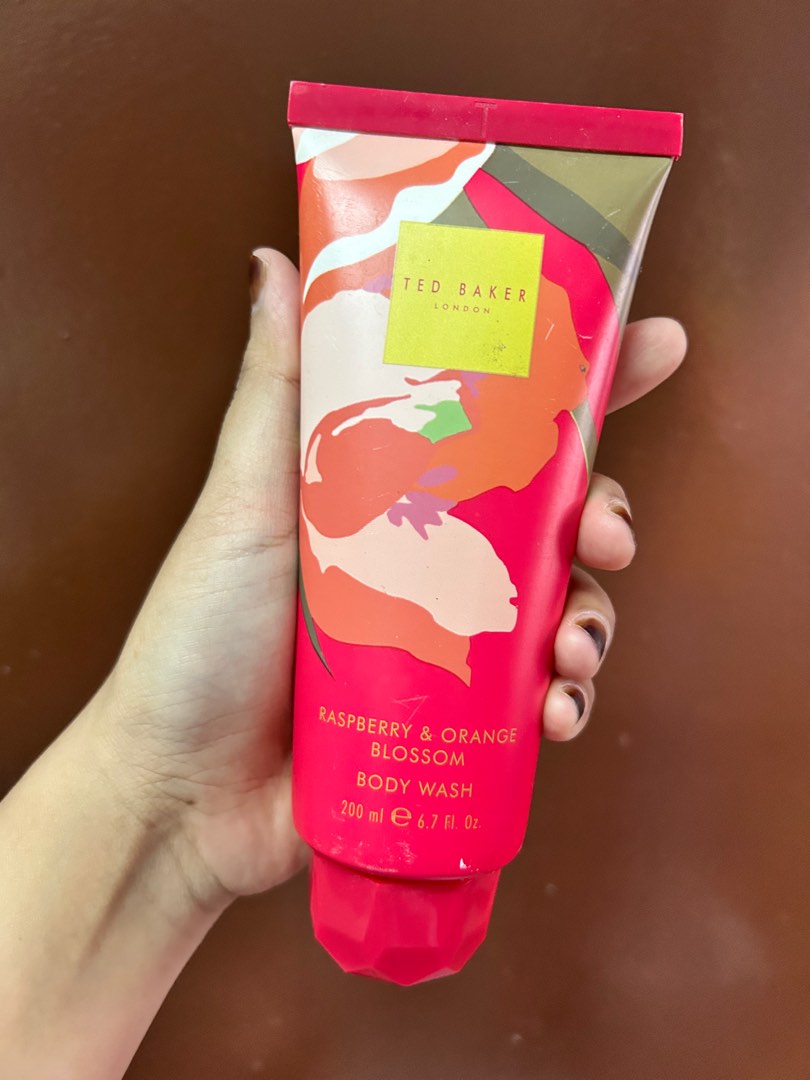 TED BAKER
LONDON
RASPBERRY & ORANGE
BLOSSOM
BODY WASH
200 ml e 6.7 Fl. Oz.